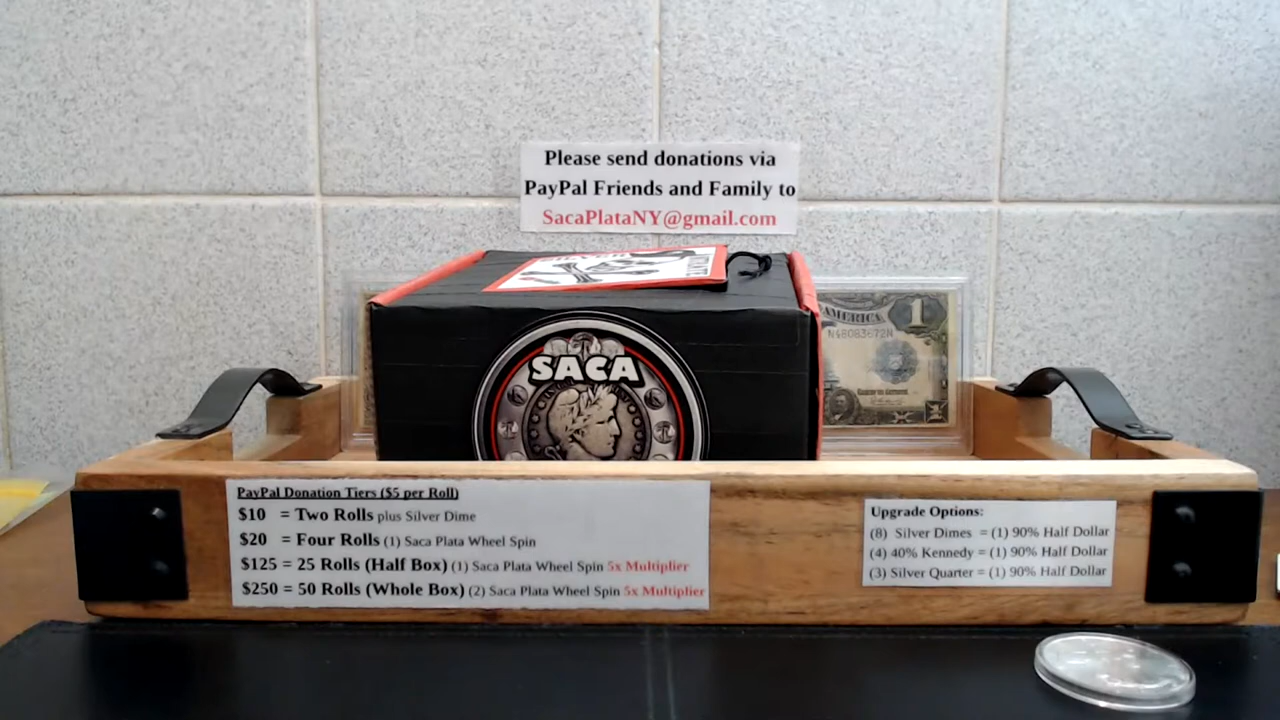 Please send donations via
PayPal Friends and Family to
SacaPlataNY@gmail.com
SILVER
AMERICA 1
N48083672N
SACA
PayPal Donation Tiers ($5 per Roll)
$10 = Two Rolls plus Silver Dime
$20 = Four Rolls (1) Saca Plata Wheel Spin
$125 = 25 Rolls (Half Box) (1) Saca Plata Wheel Spin 5x Multiplier
$250 = 50 Rolls (Whole Box) (2) Saca Plata Wheel Spin 5x Multiplier
Upgrade Options:
(8) Silver Dimes = (1) 90% Half Dollar
(4) 40% Kennedy = (1) 90% Half Dollar
(3) Silver Quarter = (1) 90% Half Dollar